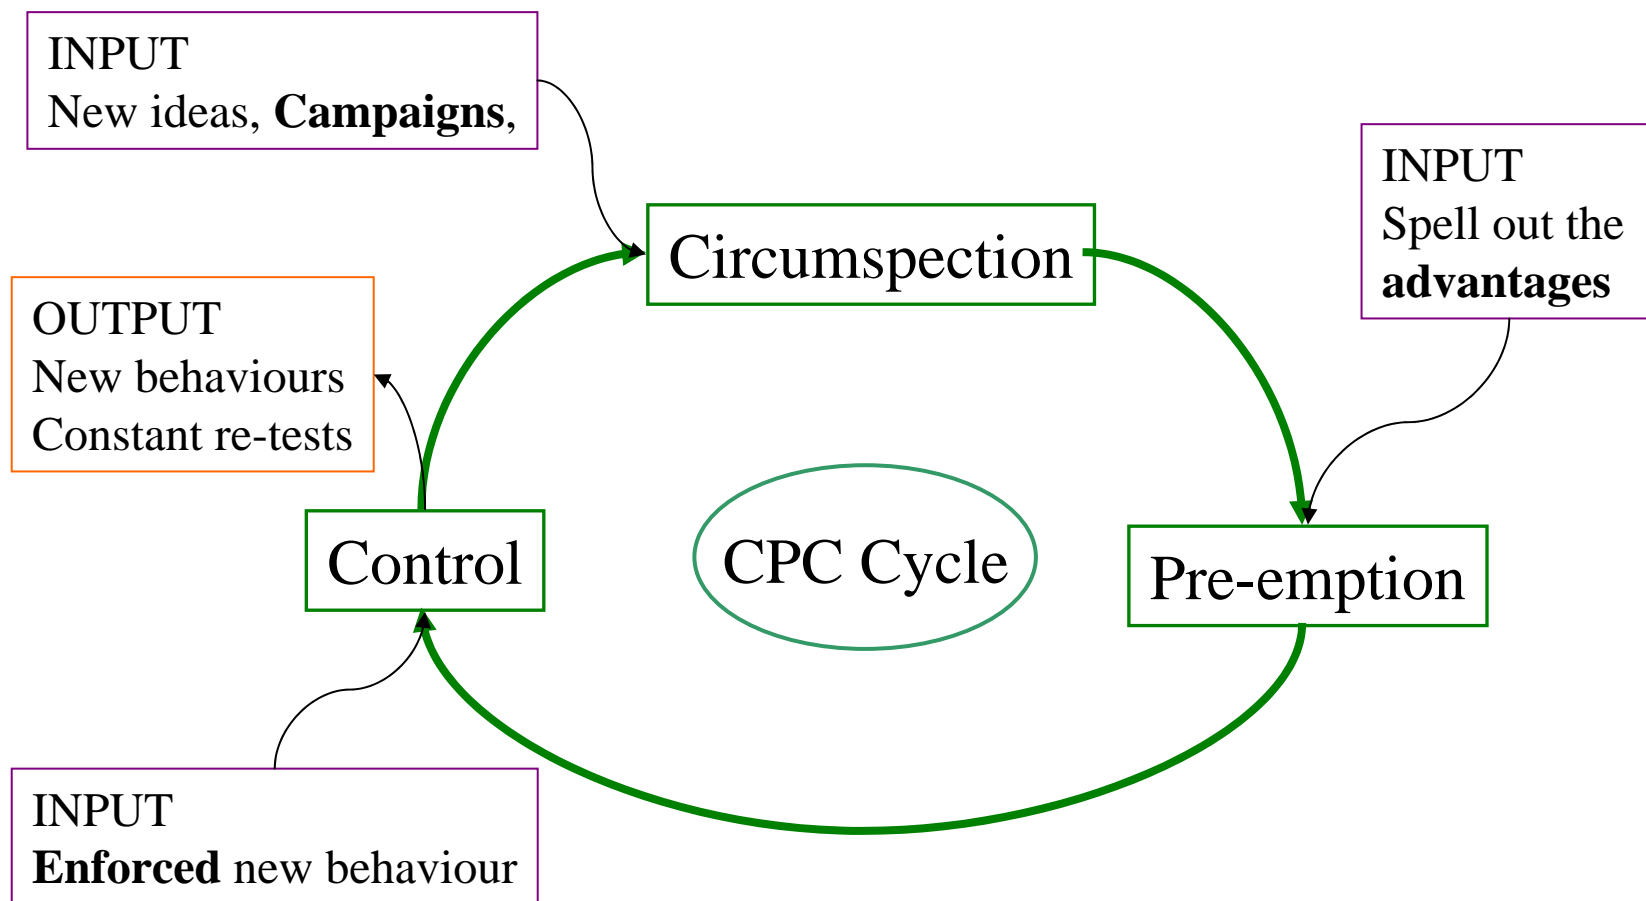 INPUT
New ideas, Campaigns,
INPUT
Spell out the
advantages
Circumspection
OUTPUT
New behaviours
Constant re-tests
Control
CPC Cycle
Pre-emption
INPUT
Enforced new behaviour